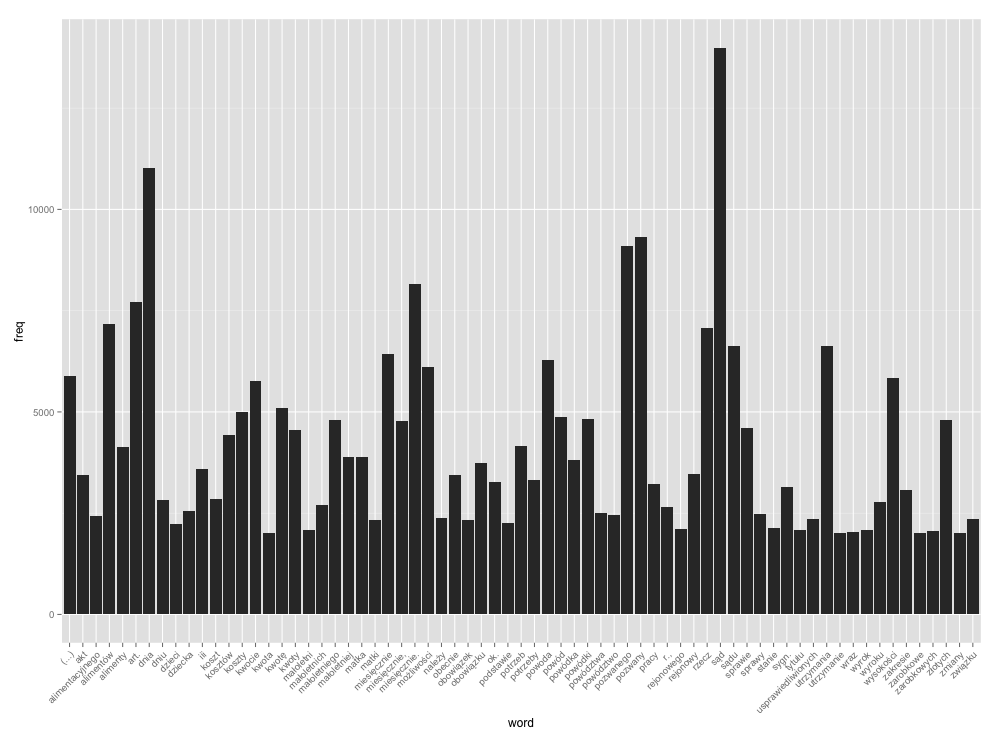 freq
10000
5000
0
(...)
akt
alimentacyjnego
alimentów
alimenty
art.
dnia
dniu
dzieci
dziecka
iii
koszt
kosztów
koszty
kwocie
kwota
kwotę
kwoty
małoletni
małoletnich
małoletniego
małoletniej
matka
matki
miesięcznie
miesięcznie,
miesięcznie.
możliwości
należy
obecnie
obowiązek
obowiązku
ok.
podstawie
potrzeb
potrzeby
powoda
powód
powódka
powódki
powództwa
powództwo
pozwanego
pozwany
pracy
r.,
rejonowego
rejonowy
rzecz
sąd
sądu
sprawie
sprawy
stanie
sygn.
tytułu
usprawiedliwionych
utrzymania
utrzymanie
wraz
wyrok
wyroku
wysokości
zakresie
zarobkowe
zarobkowych
złotych
zmiany
związku
word